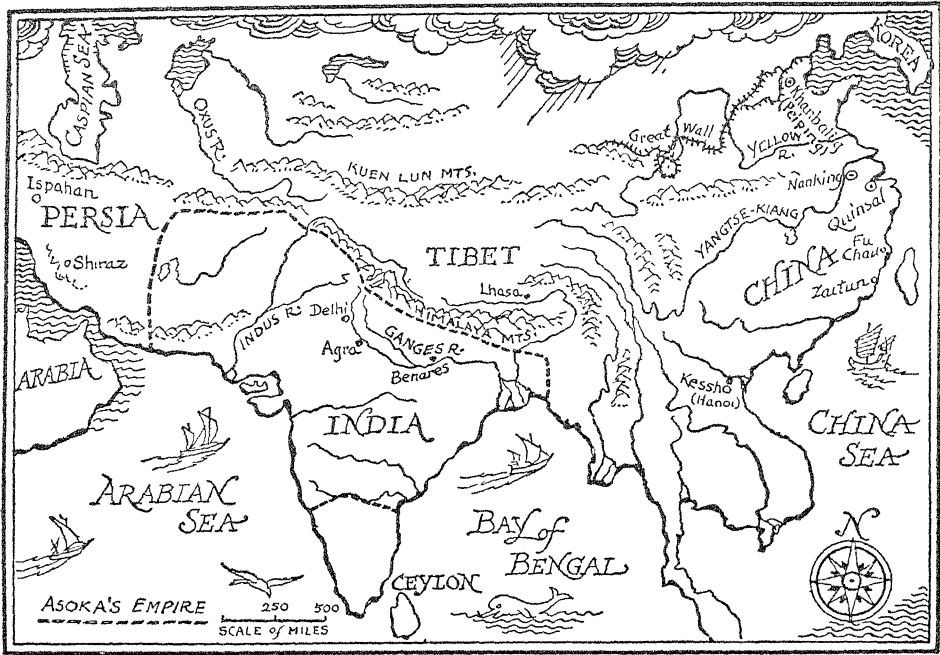 CASPIAN SEA
OXUS R.
KOREA
Khanbalig
(Peiping)
Great Wall
YELLOW
R.
KUEN LUN MTS.
Ispahan
PERSIA
Nanking
Quinsai
YANGTSE-KIANG
Shiraz
TIBET
CHINA
Fu
Chau
Zaitun
Lhasa
HIMALAYA MTS.
INDUS R.
Delhi
Agra
GANGES R.
Benares
ARABIA
Kessho
(Hanoi)
INDIA
CHINA
SEA
ARABIAN
SEA
BAY of
BENGAL
N
CEYLON
ASOKA'S EMPIRE
250 500
SCALE of MILES